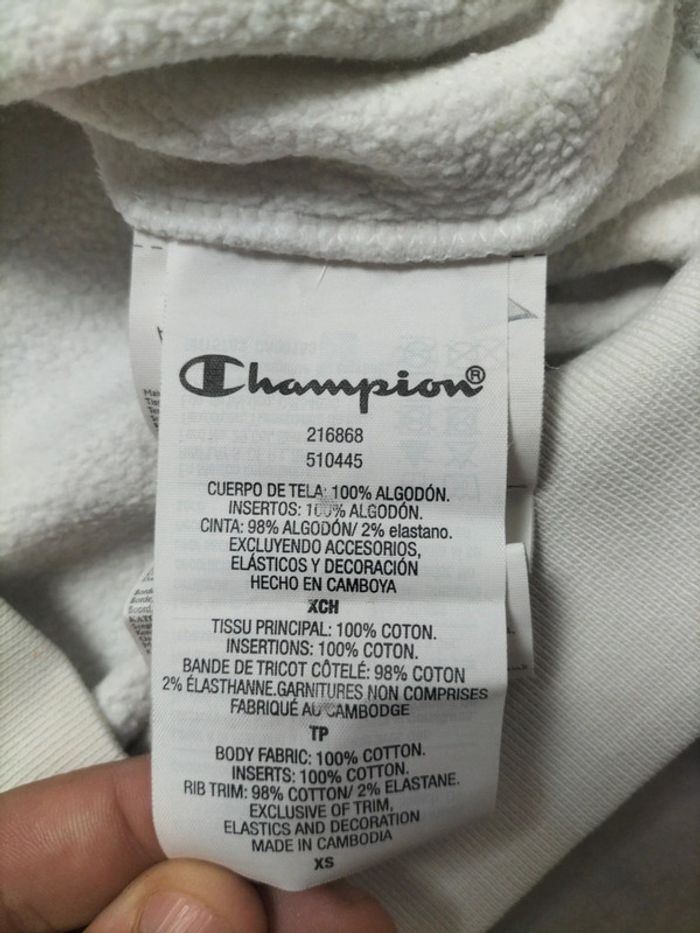 Champion®
216868
510445
CUERPO DE TELA: 100% ALGODÓN.
INSERTOS: 100% ALGODÓN.
CINTA: 98% ALGODÓN/ 2% elastano.
EXCLUYENDO ACCESORIOS,
ELÁSTICOS Y DECORACIÓN
HECHO EN CAMBOYA
XCH
TISSU PRINCIPAL: 100% COTON.
INSERTIONS: 100% COTON.
BANDE DE TRICOT CÔTELÉ: 98% COTON
2% ÉLASTHANNE.GARNITURES NON COMPRISES
FABRIQUÉ AU CAMBODGE
TP
BODY FABRIC: 100% COTTON.
INSERTS: 100% COTTON.
RIB TRIM: 98% COTTON/ 2% ELASTANE.
EXCLUSIVE OF TRIM,
ELASTICS AND DECORATION
MADE IN CAMBODIA
XS